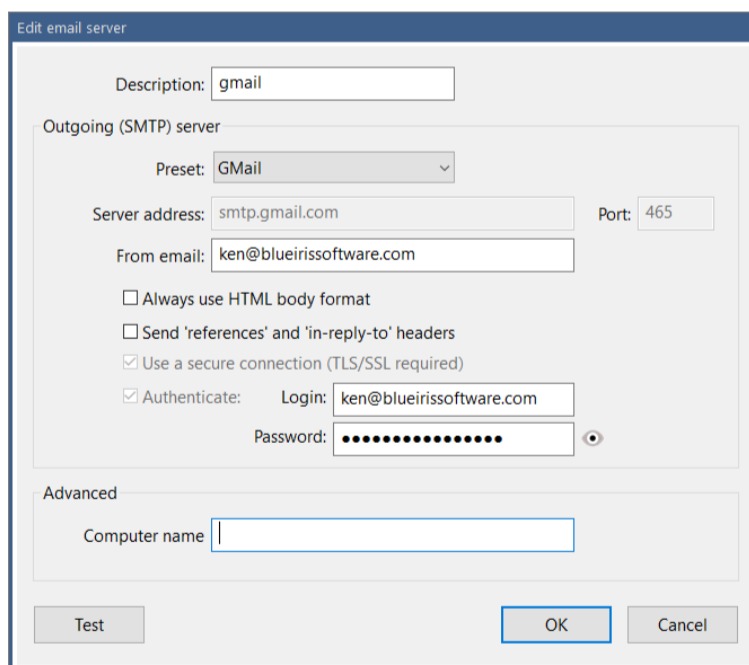 Edit email server
Description: gmail
Outgoing (SMTP) server
Preset: GMail
Server address: smtp.gmail.com Port: 465
From email: ken@blueirissoftware.com
Always use HTML body format
Send 'references' and 'in-reply-to' headers
Use a secure connection (TLS/SSL required)
Authenticate: Login: ken@blueirissoftware.com
Password: ●●●●●●●●●●●●●●●●
Advanced
Computer name
Test OK Cancel